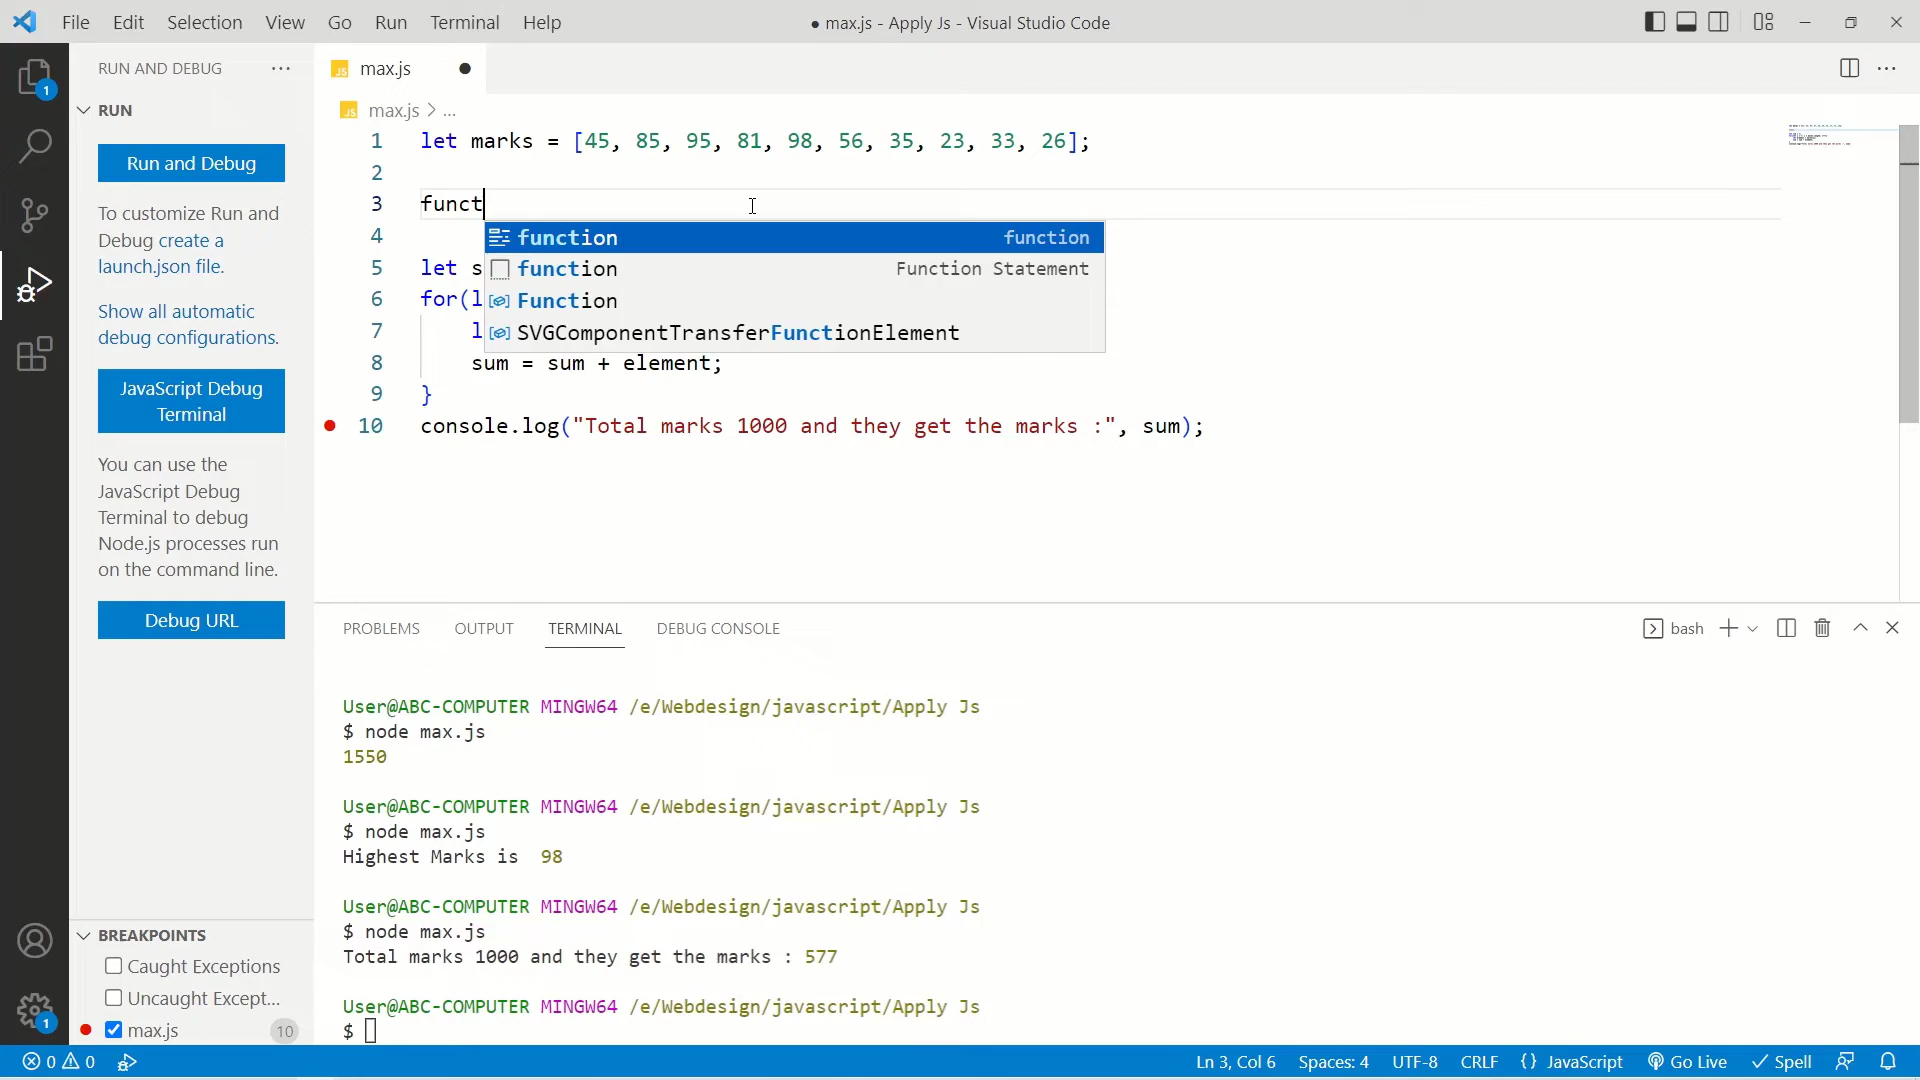 File Edit Selection View Go Run Terminal Help
● max.js - Apply Js - Visual Studio Code
RUN AND DEBUG ...
JS max.js ●
RUN
JS max.js > ...
Run and Debug
To customize Run and
Debug create a
launch.json file.
Show all automatic
debug configurations.
JavaScript Debug
Terminal
You can use the
JavaScript Debug
Terminal to debug
Node.js processes run
on the command line.
Debug URL
1 let marks = [45, 85, 95, 81, 98, 56, 35, 23, 33, 26];
2
3 funct
4
5 let s
6 for(l
7 l
8 sum = sum + element;
9 }
10 console.log("Total marks 1000 and they get the marks :", sum);
function function
function Function Statement
Function
SVGComponentTransferFunctionElement
PROBLEMS OUTPUT TERMINAL DEBUG CONSOLE
bash
User@ABC-COMPUTER MINGW64 /e/Webdesign/javascript/Apply Js
$ node max.js
1550
User@ABC-COMPUTER MINGW64 /e/Webdesign/javascript/Apply Js
$ node max.js
Highest Marks is 98
User@ABC-COMPUTER MINGW64 /e/Webdesign/javascript/Apply Js
$ node max.js
Total marks 1000 and they get the marks : 577
User@ABC-COMPUTER MINGW64 /e/Webdesign/javascript/Apply Js
$
BREAKPOINTS
Caught Exceptions
Uncaught Except...
max.js 10
1
1
0 0
Ln 3, Col 6 Spaces: 4 UTF-8 CRLF {} JavaScript Go Live Spell